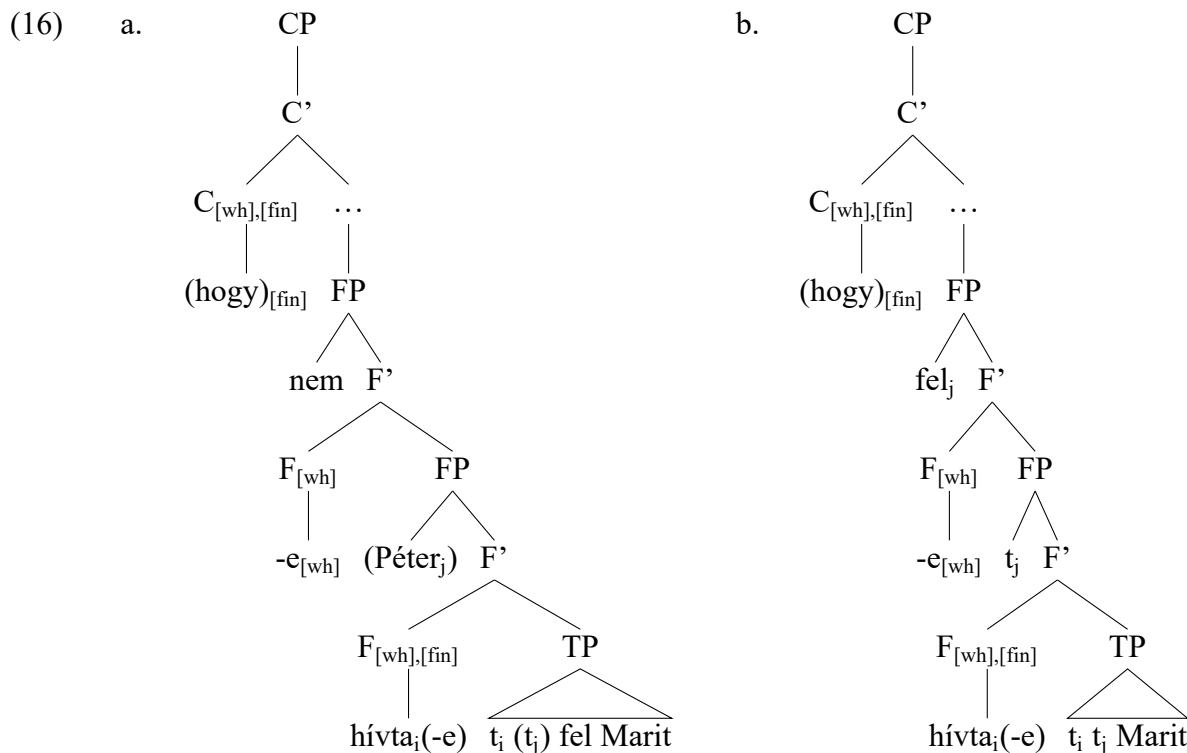 (16) a. CP b. CP
C’ C’
C[wh],[fin] … C[wh],[fin] …
(hogy)[fin] FP (hogy)[fin] FP
nem F’ felj F’
F[wh] FP F[wh] FP
-e[wh] (Péterj) F’ -e[wh] tj F’
F[wh],[fin] TP F[wh],[fin] TP
hívtai(-e) ti (tj) fel Marit hívtai(-e) ti tj Marit